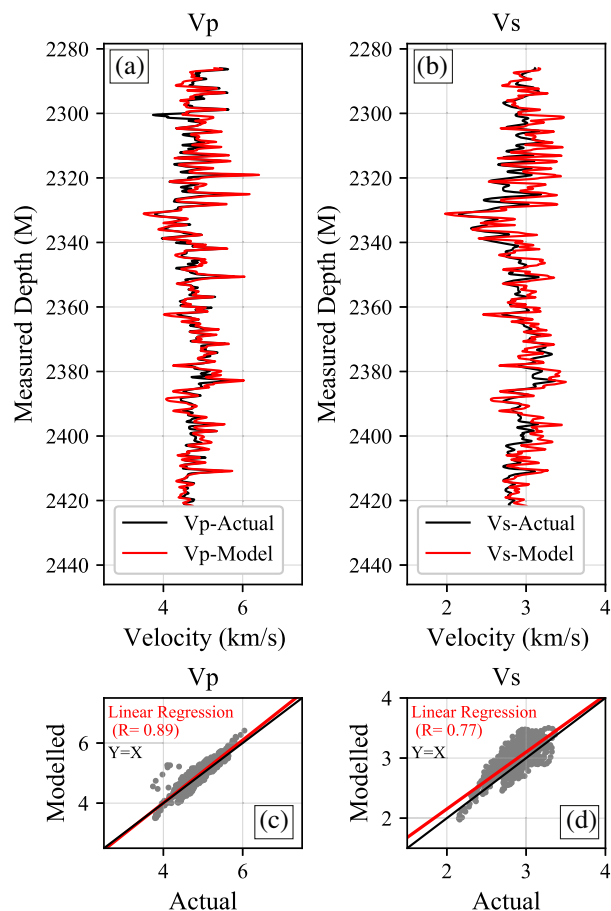 Vp
Vs
(a)
(b)
2280
2300
2320
2340
2360
2380
2400
2420
2440
Measured Depth (M)
2280
2300
2320
2340
2360
2380
2400
2420
2440
Measured Depth (M)
Vp-Actual
Vp-Model
Vs-Actual
Vs-Model
4 6
2 3 4
Velocity (km/s)
Velocity (km/s)
Vp
Vs
Linear Regression
(R= 0.89)
Y=X
(c)
6
4
Modelled
4 6
Actual
Linear Regression
(R= 0.77)
Y=X
(d)
4
3
2
Modelled
2 3 4
Actual